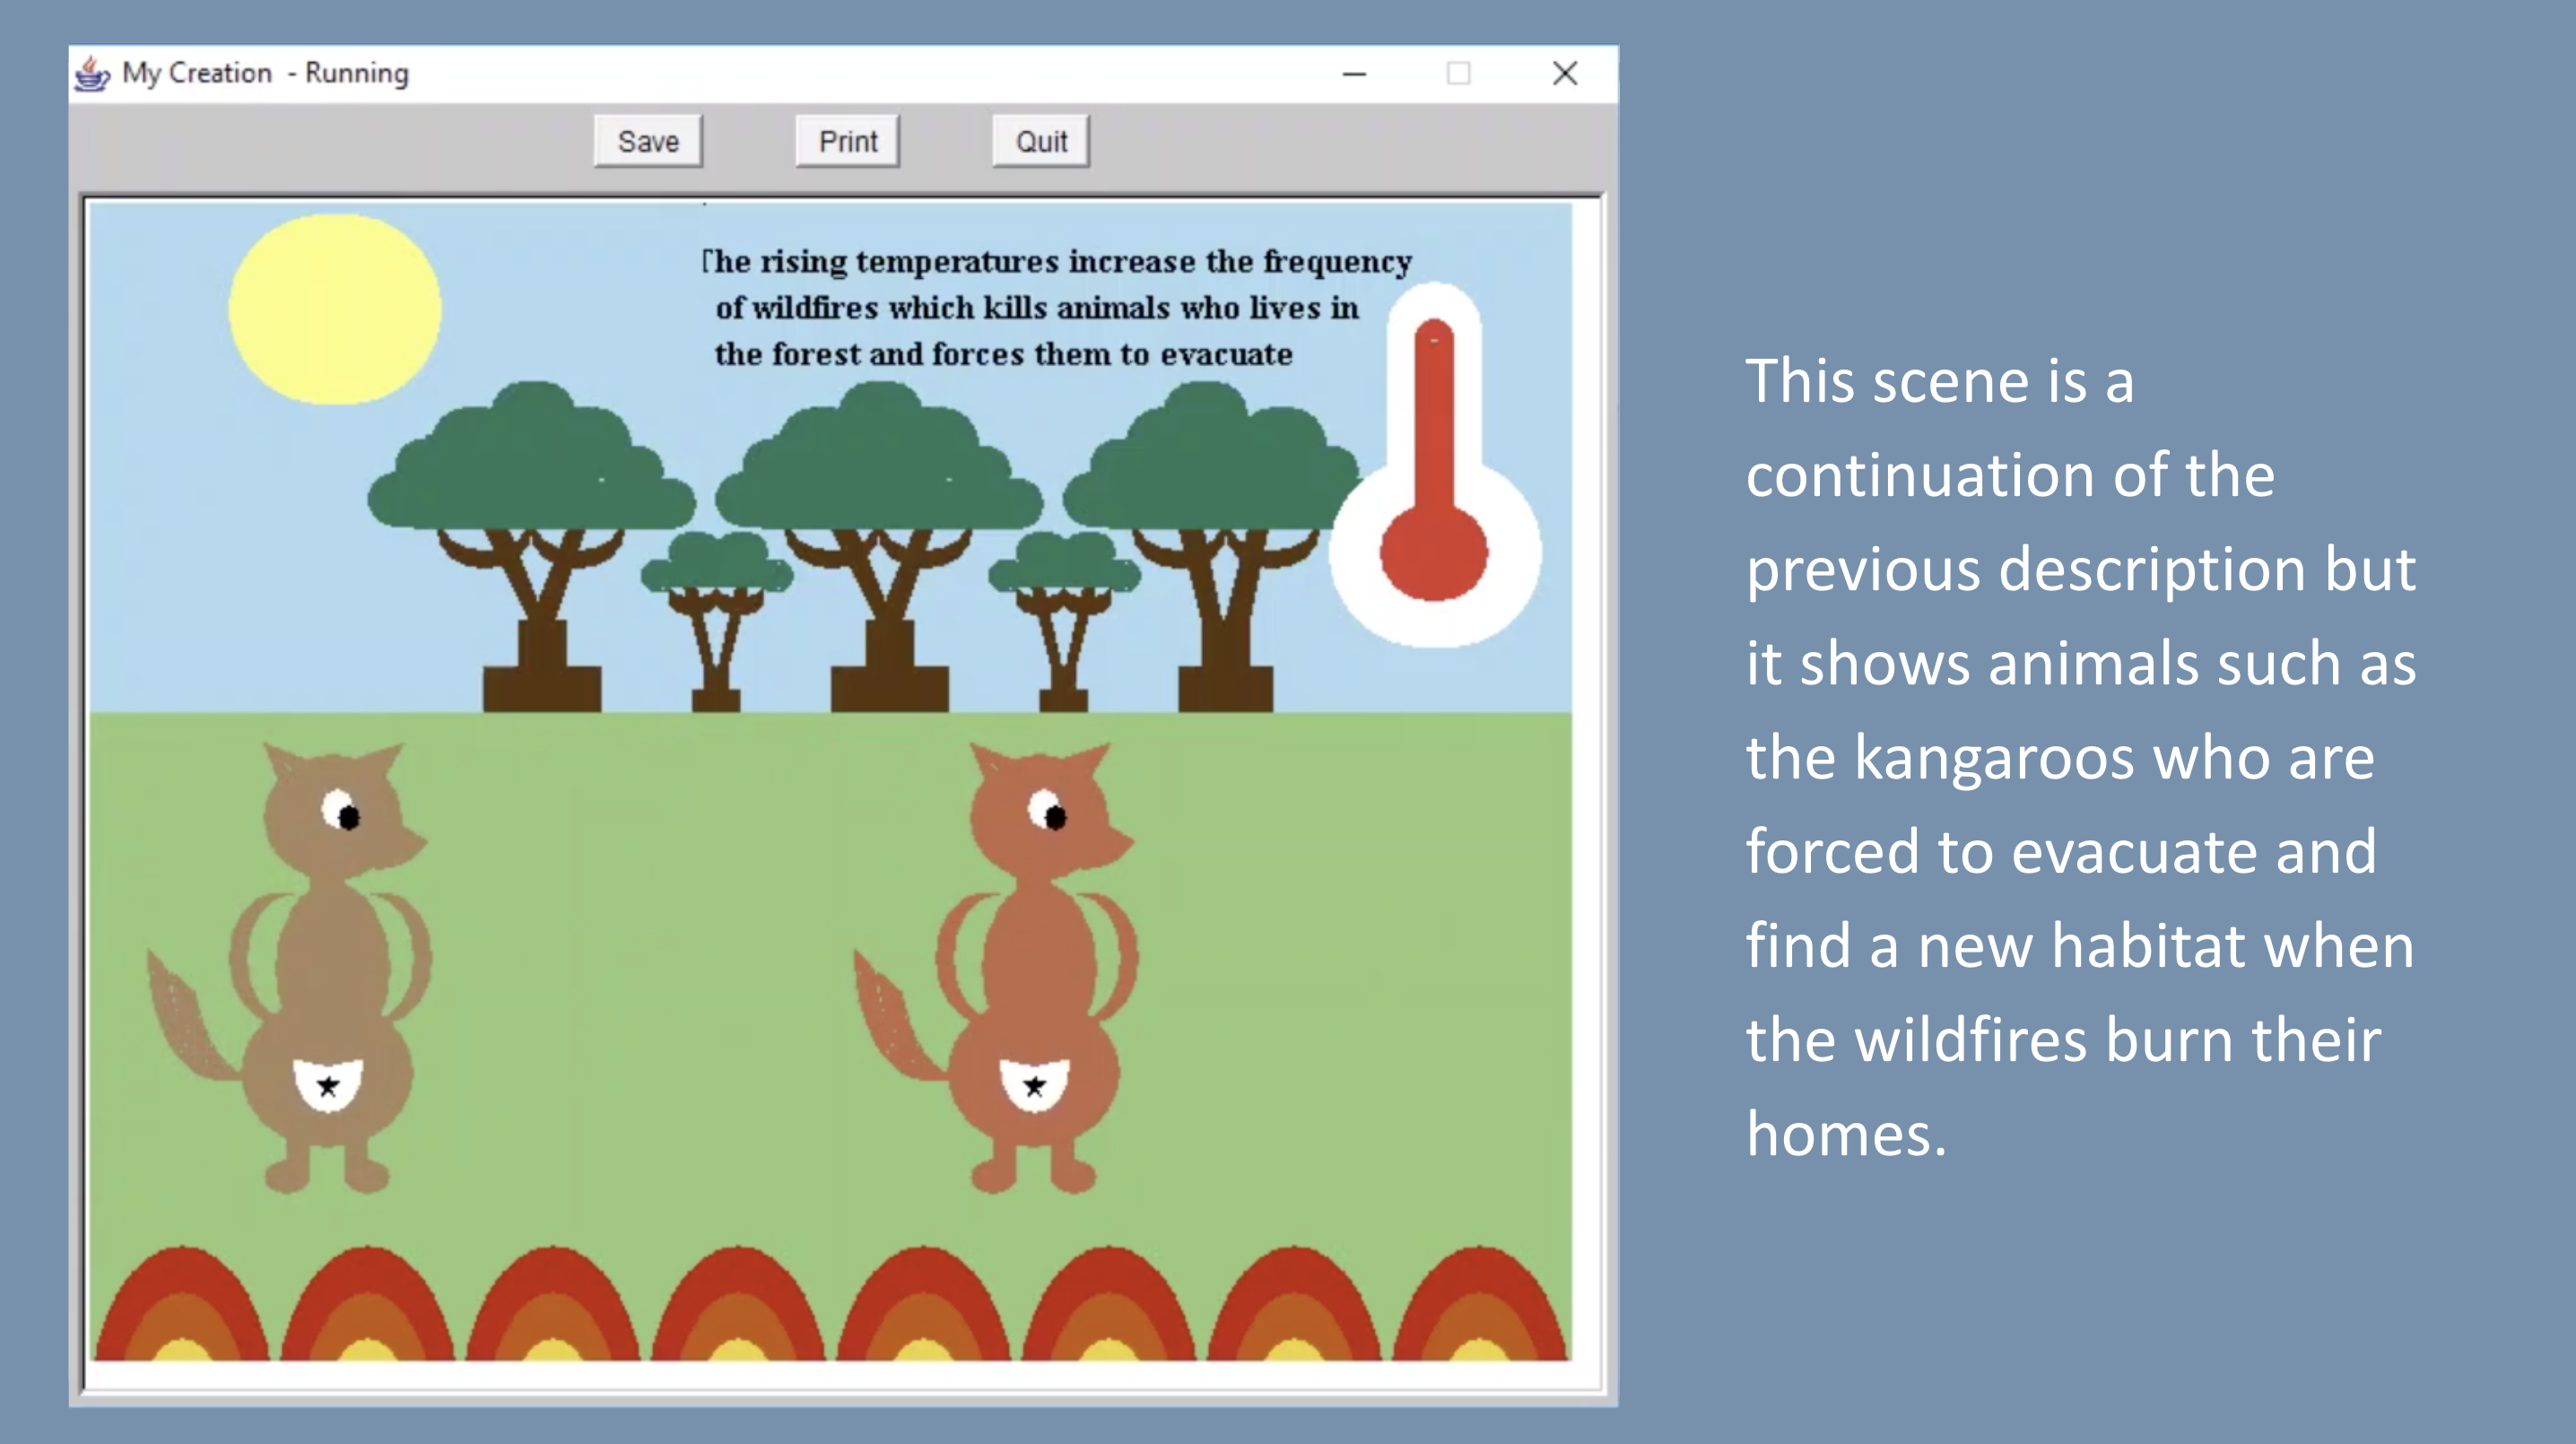 My Creation - Running
Save Print Quit
The rising temperatures increase the frequency
of wildfires which kills animals who lives in
the forest and forces them to evacuate
This scene is a
continuation of the
previous description but
it shows animals such as
the kangaroos who are
forced to evacuate and
find a new habitat when
the wildfires burn their
homes.